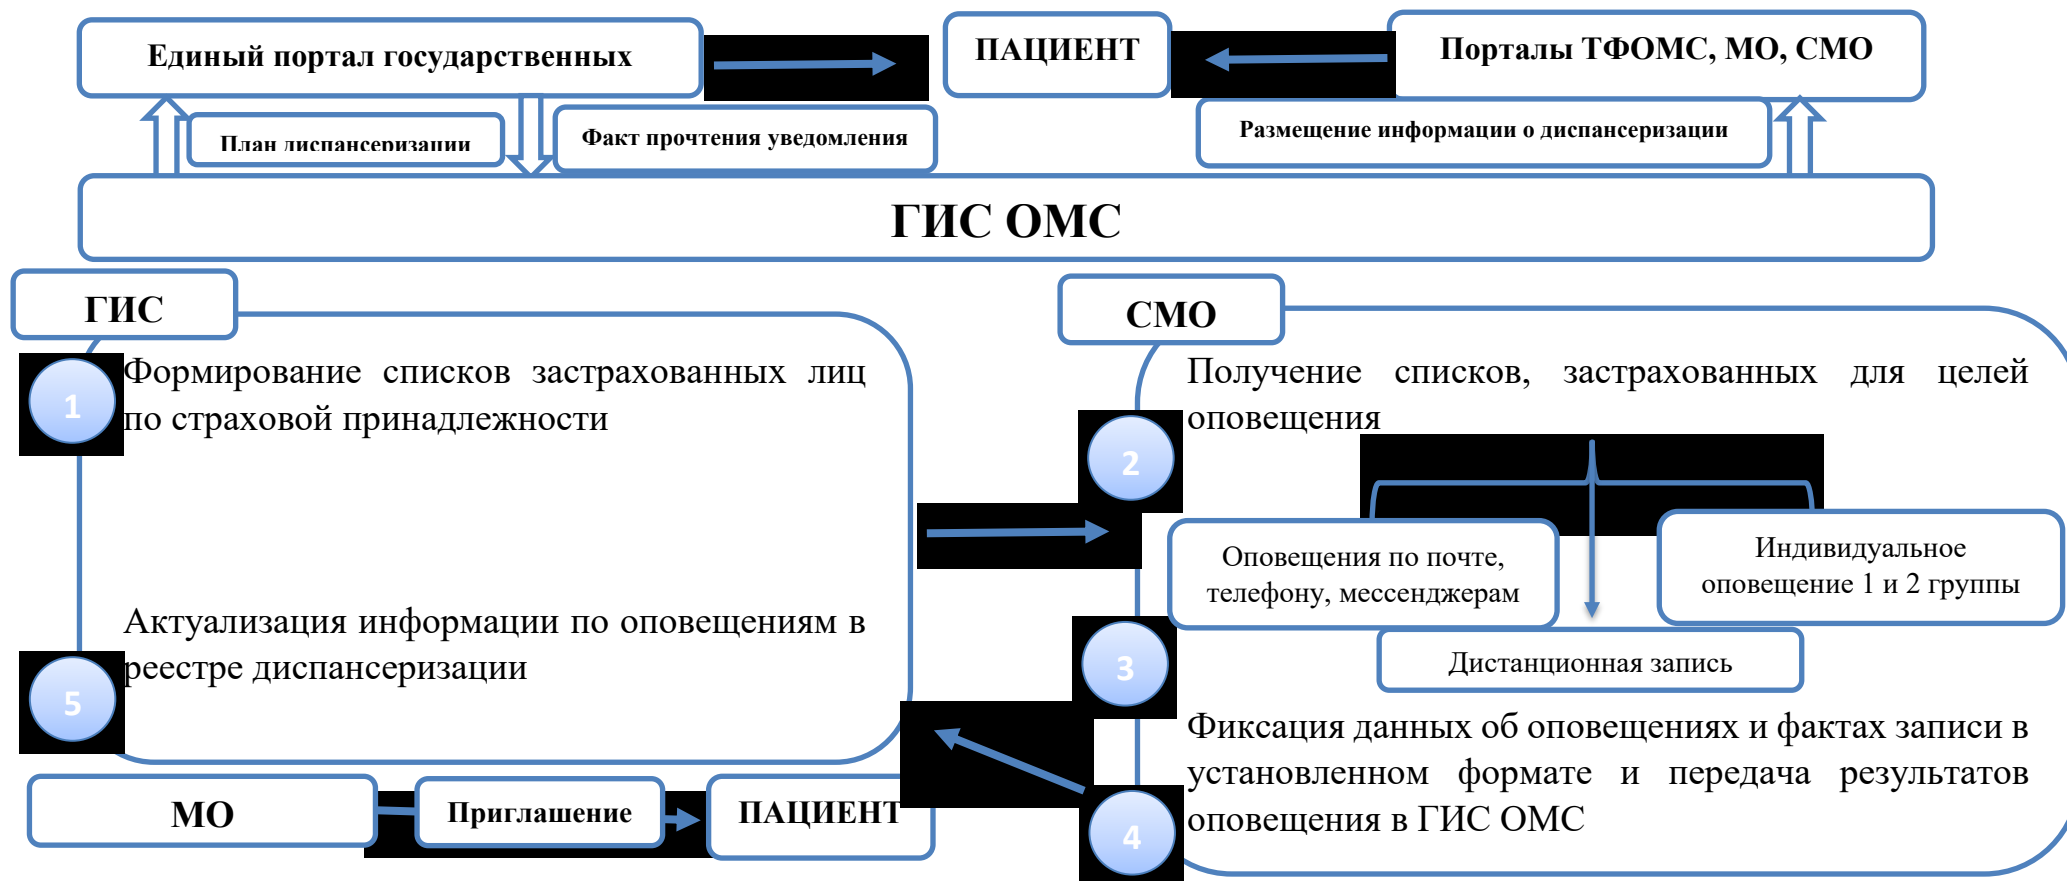 Единый портал государственных
ПАЦИЕНТ
Порталы ТФОМС, МО, СМО
План диспансеризации
Факт прочтения уведомления
Размещение информации о диспансеризации
ГИС ОМС
ГИС
1
Формирование списков застрахованных лиц
по страховой принадлежности
Актуализация информации по оповещениям в
реестре диспансеризации
5
СМО
Получение списков, застрахованных для целей
оповещения
2
Оповещения по почте,
телефону, мессенджерам
Индивидуальное
оповещение 1 и 2 группы
3
Дистанционная запись
Фиксация данных об оповещениях и фактах записи в
установленном формате и передача результатов
оповещения в ГИС ОМС
4
МО
Приглашение
ПАЦИЕНТ